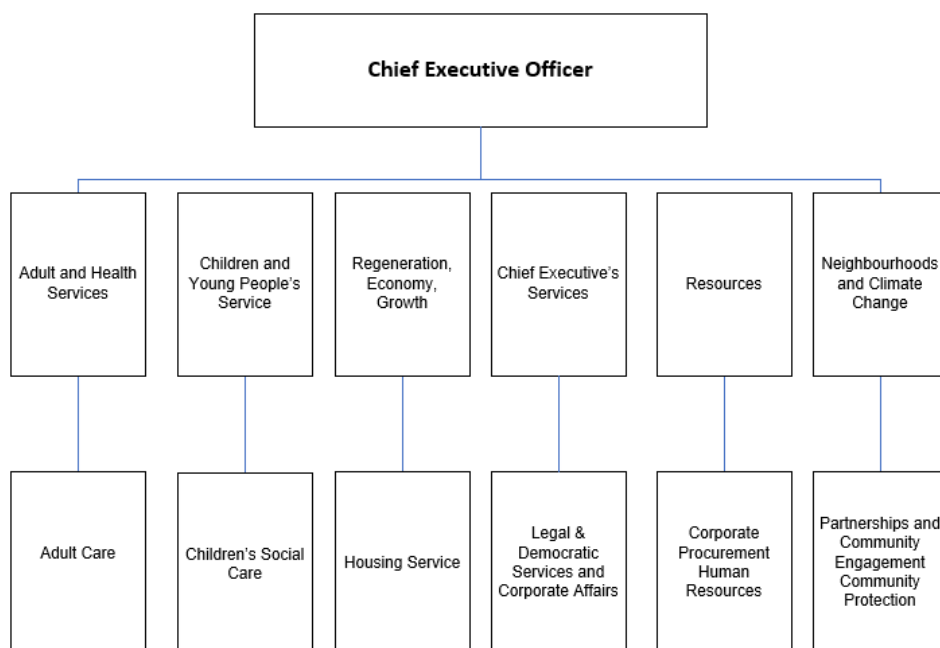 Chief Executive Officer
Adult and Health
Services
Children and
Young People's
Service
Regeneration,
Economy,
Growth
Chief Executive's
Services
Resources
Neighbourhoods
and Climate
Change
Adult Care
Children's Social
Care
Housing Service
Legal &
Democratic
Services and
Corporate Affairs
Corporate
Procurement
Human
Resources
Partnerships and
Community
Engagement
Community
Protection